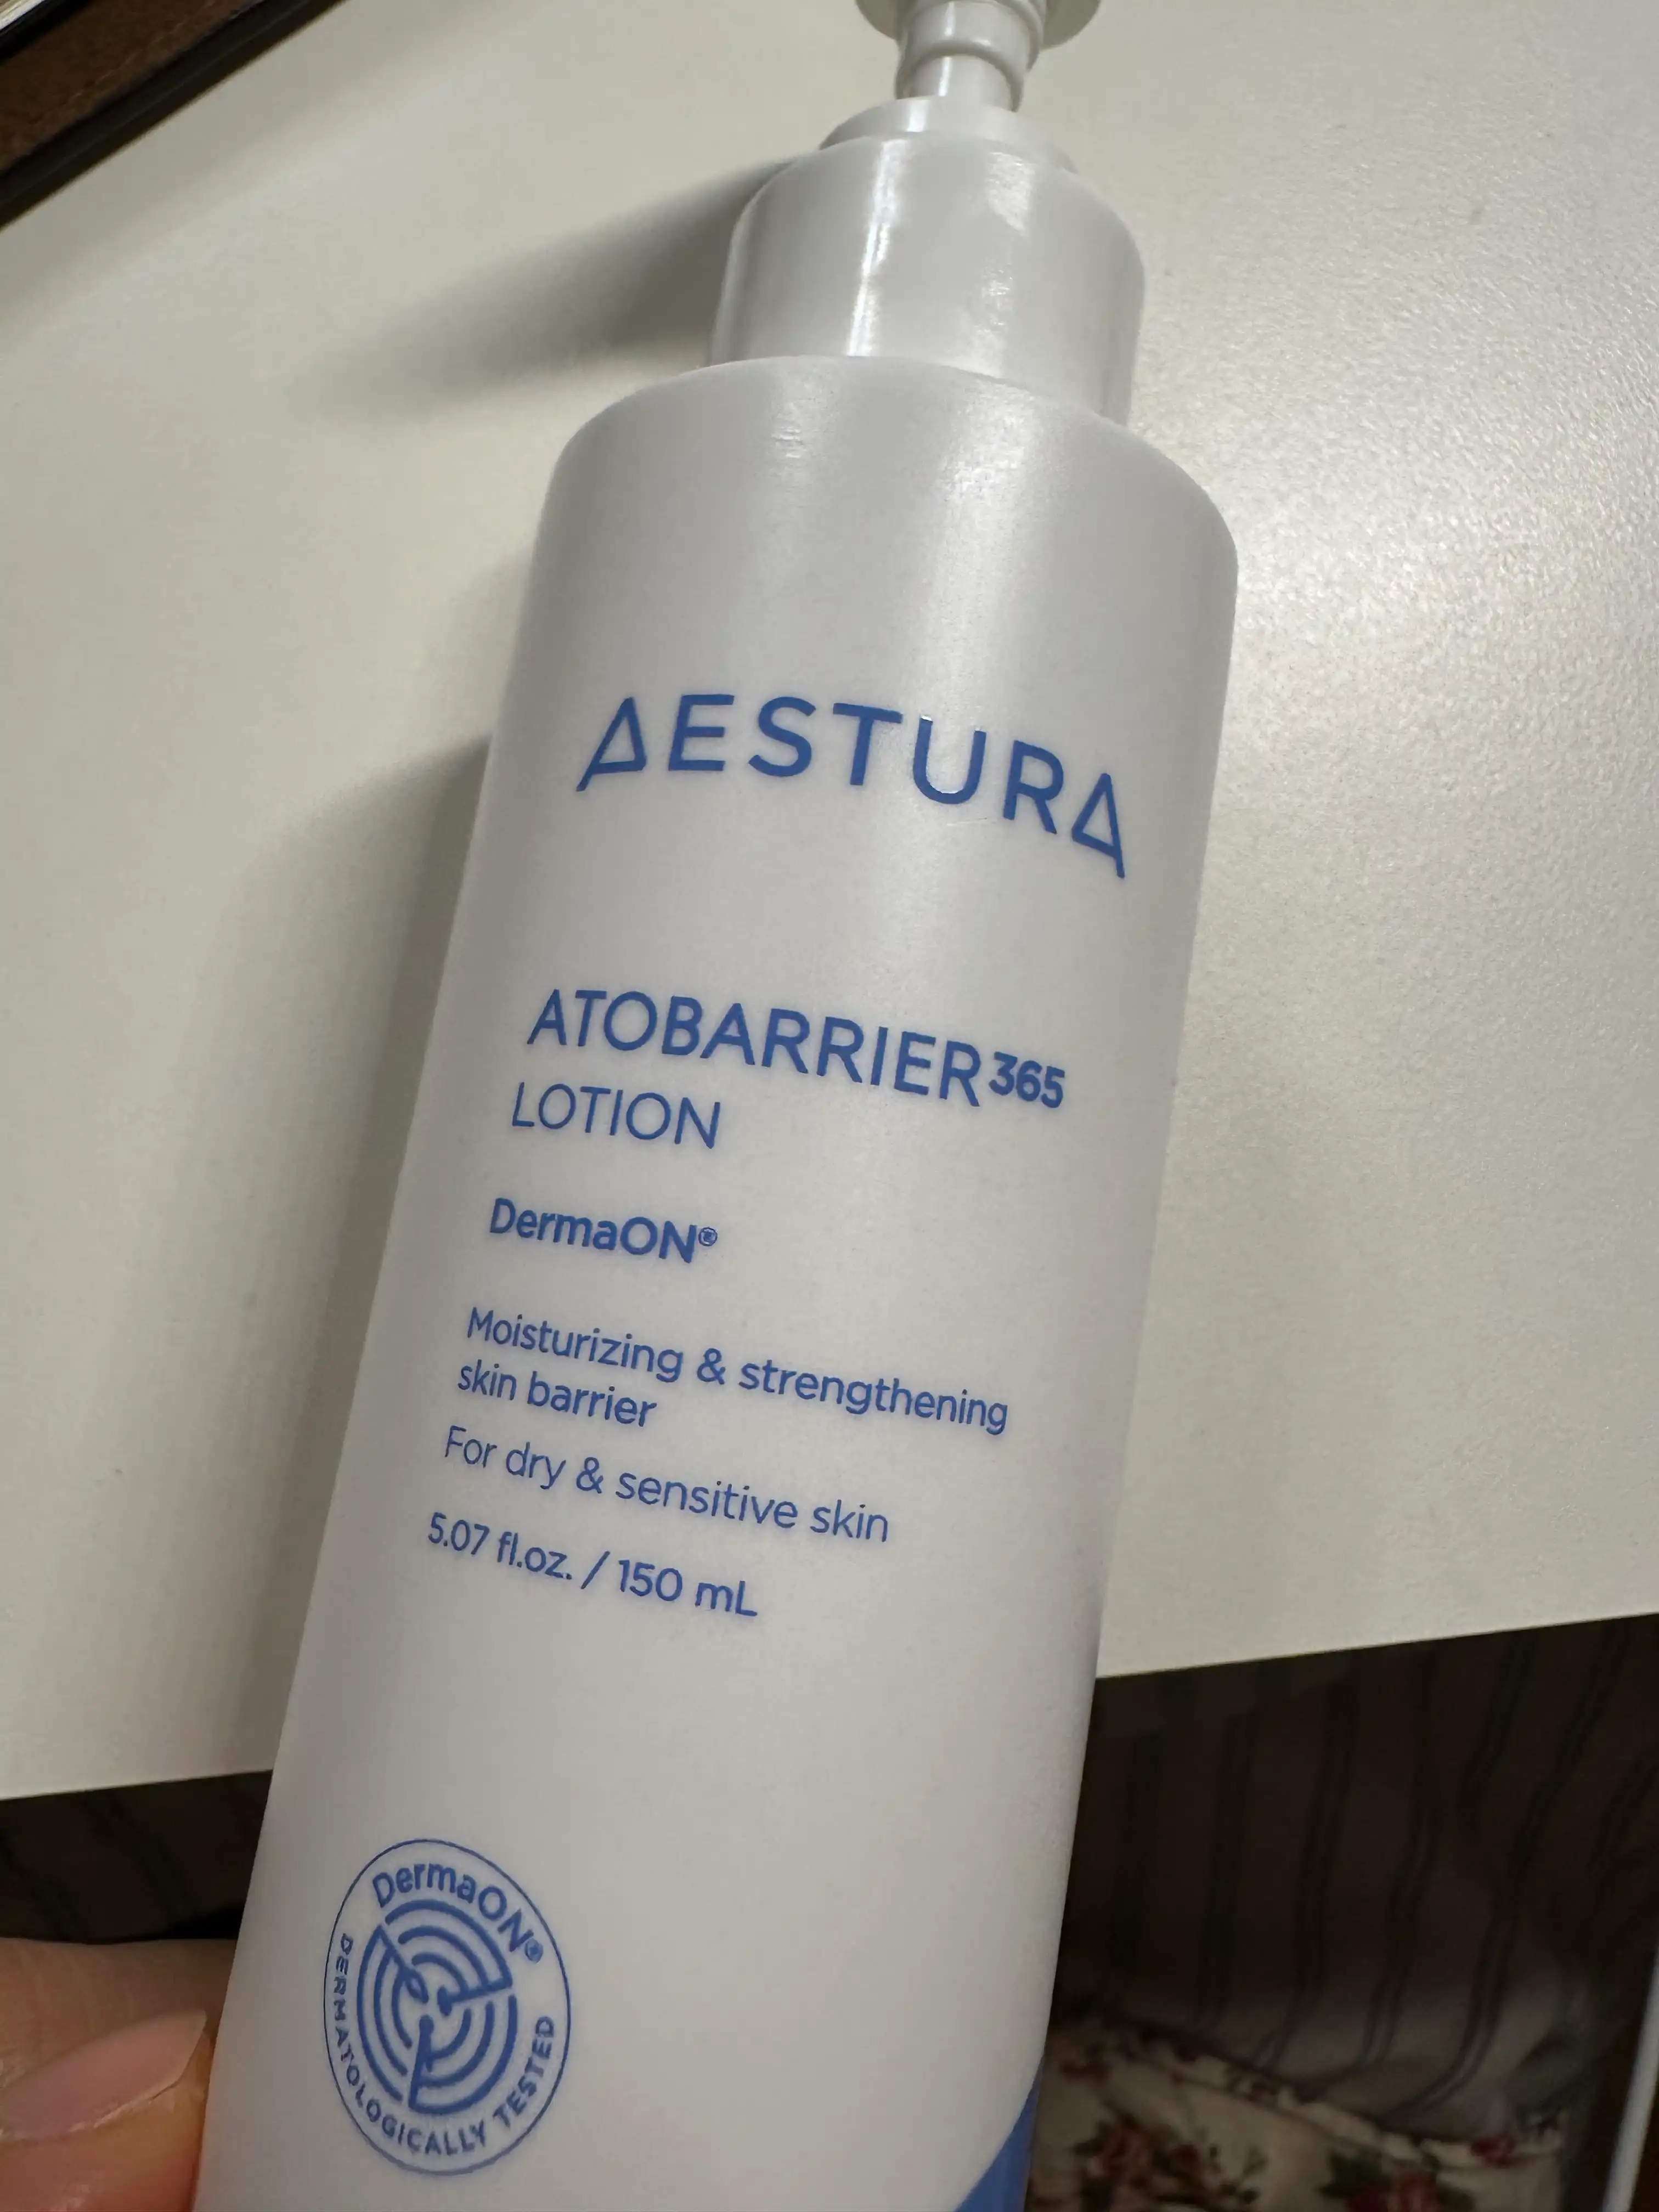 AESTURA
ATOBARRIER365
LOTION
DermaON®
Moisturizing & strengthening
skin barrier
For dry & sensitive skin
5.07 fl.oz. / 150 mL
DermaON®
DERMATOLOGICALLY TESTED